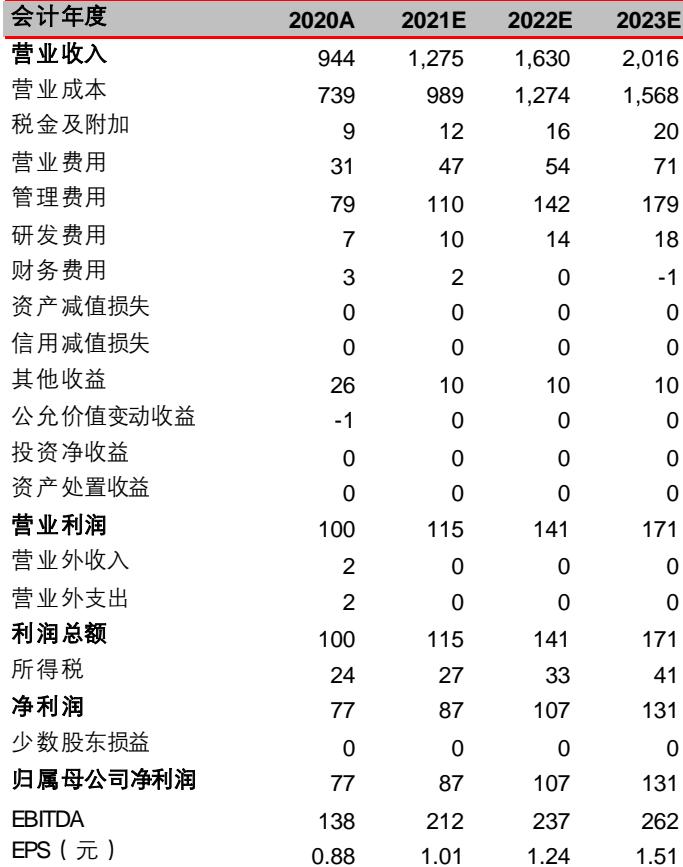 会计年度 2020A 2021E 2022E 2023E
营业收入 944 1,275 1,630 2,016
营业成本 739 989 1,274 1,568
税金及附加 9 12 16 20
营业费用 31 47 54 71
管理费用 79 110 142 179
研发费用 7 10 14 18
财务费用 3 2 0 -1
资产减值损失 0 0 0 0
信用减值损失 0 0 0 0
其他收益 26 10 10 10
公允价值变动收益 -1 0 0 0
投资净收益 0 0 0 0
资产处置收益 0 0 0 0
营业利润 100 115 141 171
营业外收入 2 0 0 0
营业外支出 2 0 0 0
利润总额 100 115 141 171
所得税 24 27 33 41
净利润 77 87 107 131
少数股东损益 0 0 0 0
归属母公司净利润 77 87 107 131
EBITDA 138 212 237 262
EPS（元） 0.88 1.01 1.24 1.51